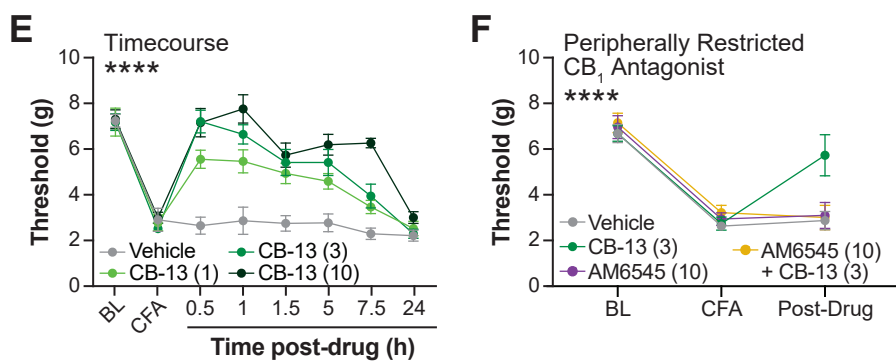 E
Timecourse
****
Threshold (g)
10
8
6
4
2
0
Vehicle
CB-13 (1)
CB-13 (3)
CB-13 (10)
BL
CFA
0.5
1
1.5
5
7.5
24
Time post-drug (h)
F
Peripherally Restricted
CB₁ Antagonist
****
Threshold (g)
10
8
6
4
2
0
Vehicle
CB-13 (3)
AM6545 (10)
AM6545 (10)
+ CB-13 (3)
BL
CFA
Post-Drug